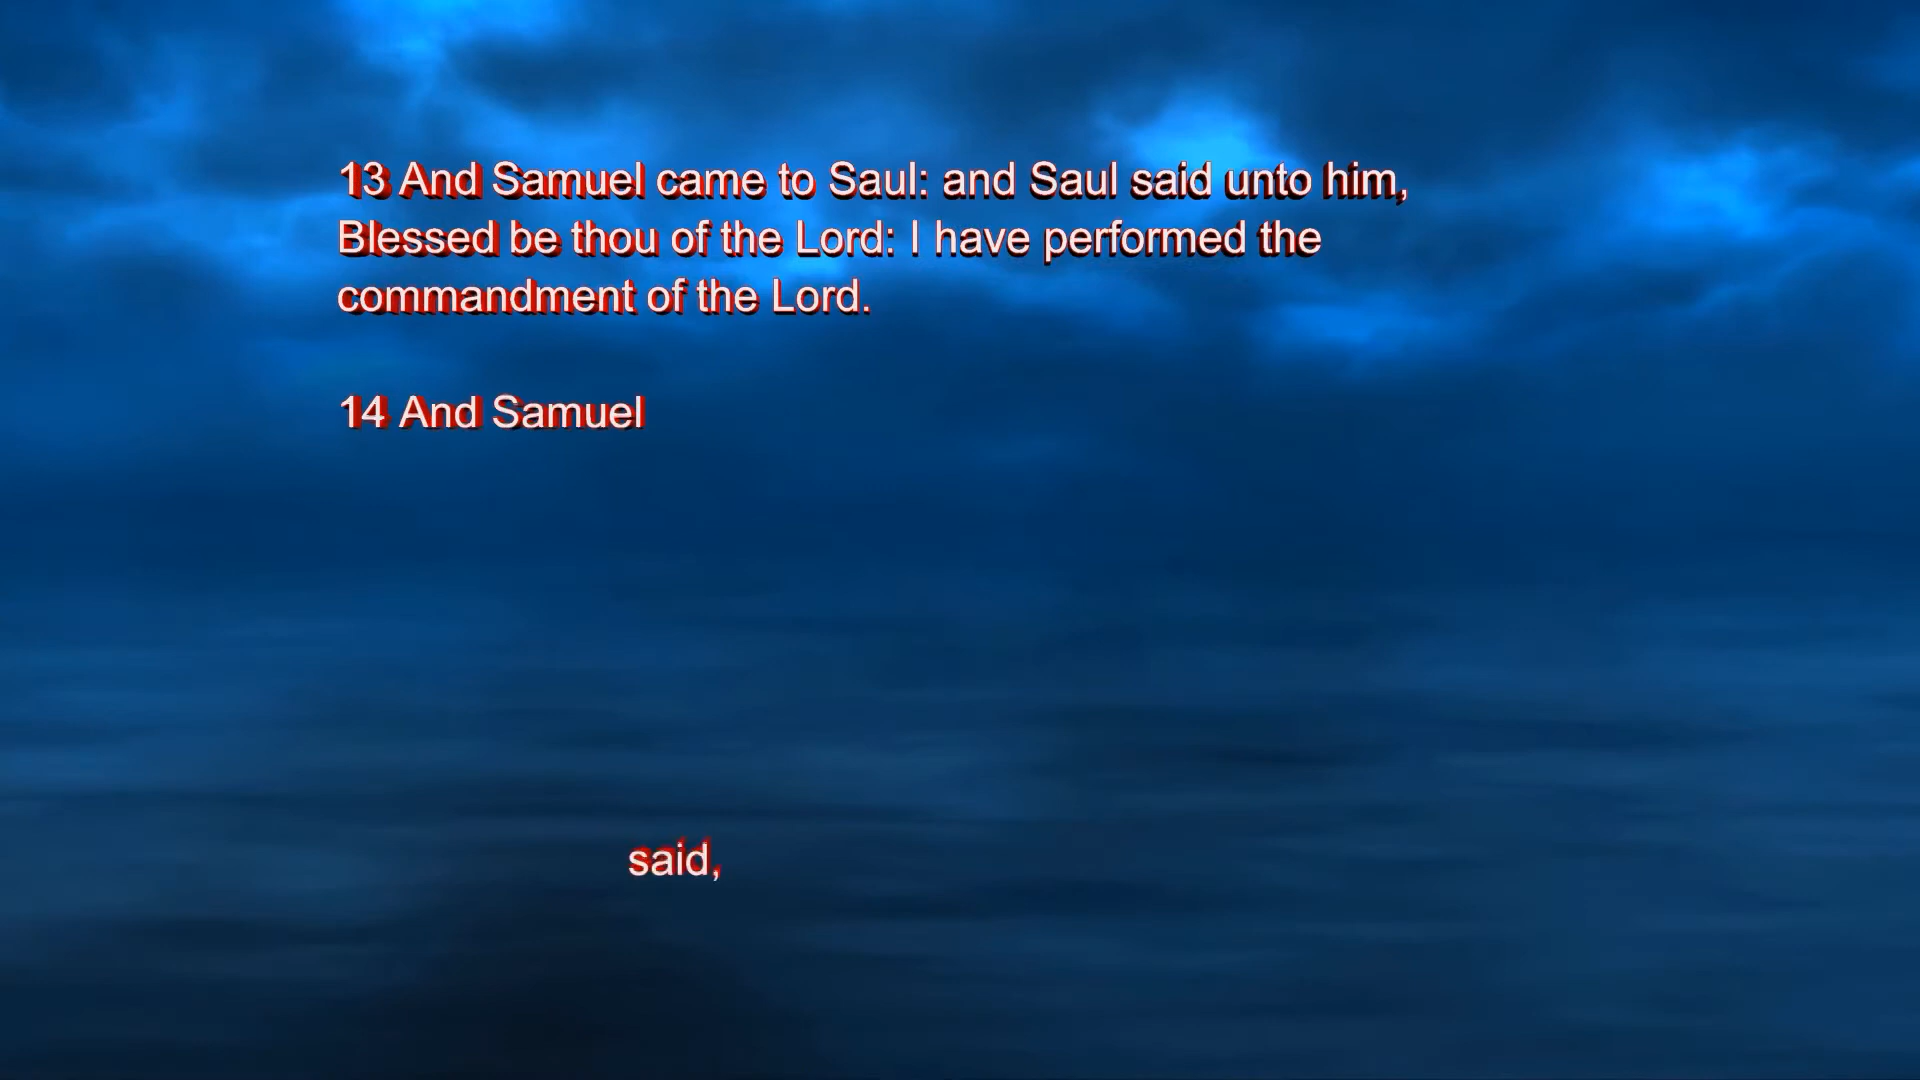 13 And Samuel came to Saul: and Saul said unto him,
Blessed be thou of the Lord: I have performed the
commandment of the Lord.
14 And Samuel
said,